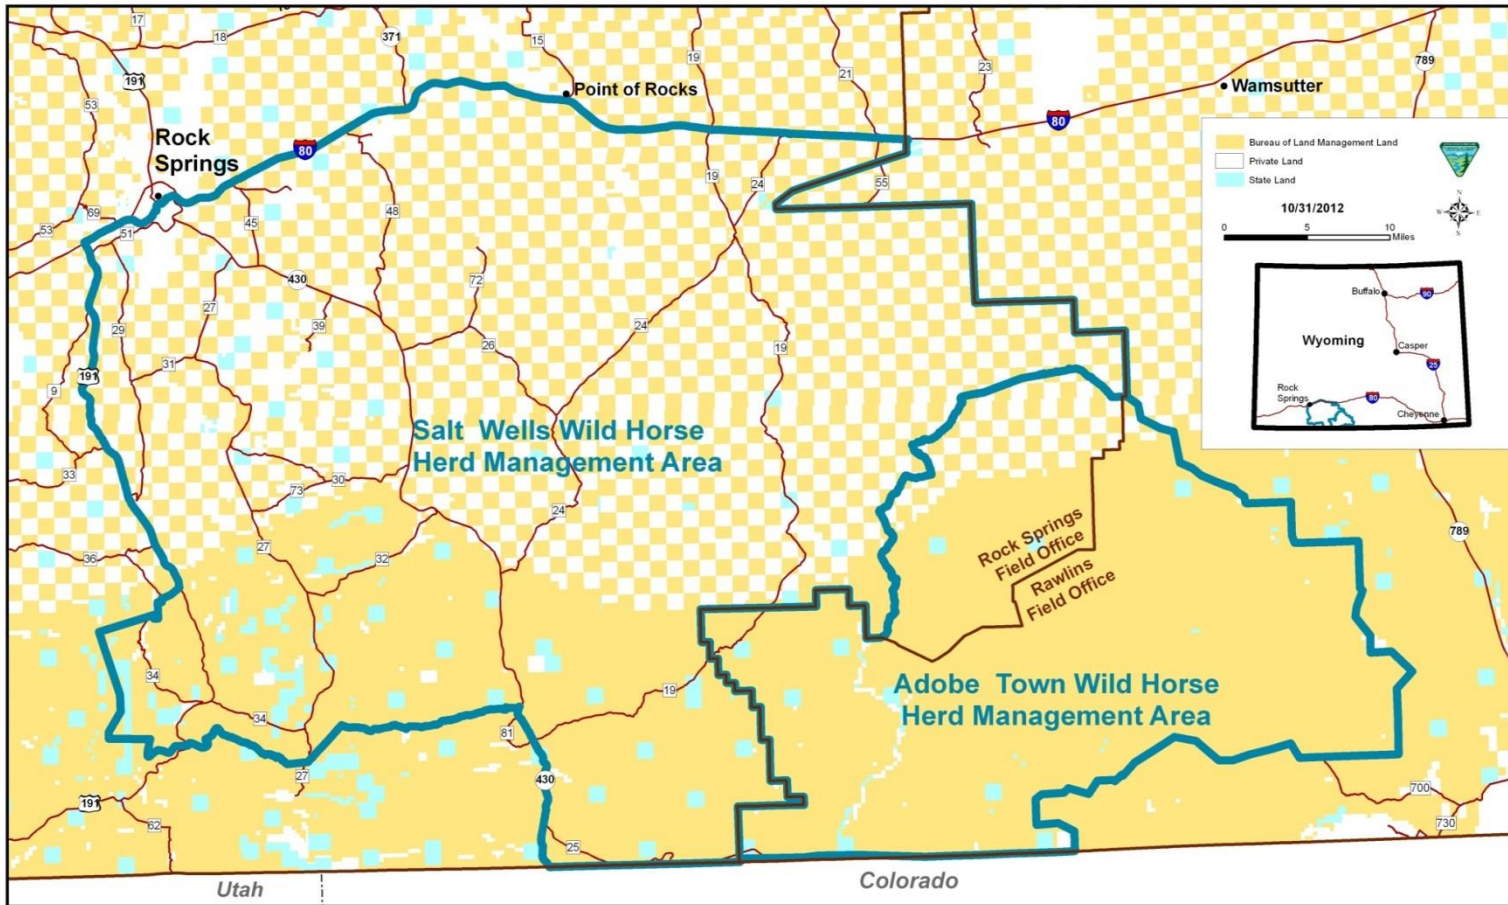 17
18
371
15
19
21
23
789
191
53
Point of Rocks
Wamsutter
80
80
Rock
Springs
69
53
51
45
48
19
24
55
430
72
27
29
39
26
24
19
31
191
9
Salt Wells Wild Horse
Herd Management Area
33
73
30
24
27
32
36
789
Rock Springs
Field Office
Rawlins
Field Office
Adobe Town Wild Horse
Herd Management Area
34
34
19
81
27
430
191
62
25
700
730
Utah
Colorado
Bureau of Land Management Land
Private Land
State Land
10/31/2012
N
W E
S
0 5 10
Miles
Buffalo
90
Wyoming
Casper
25
Rock
Springs
80
Cheyenne